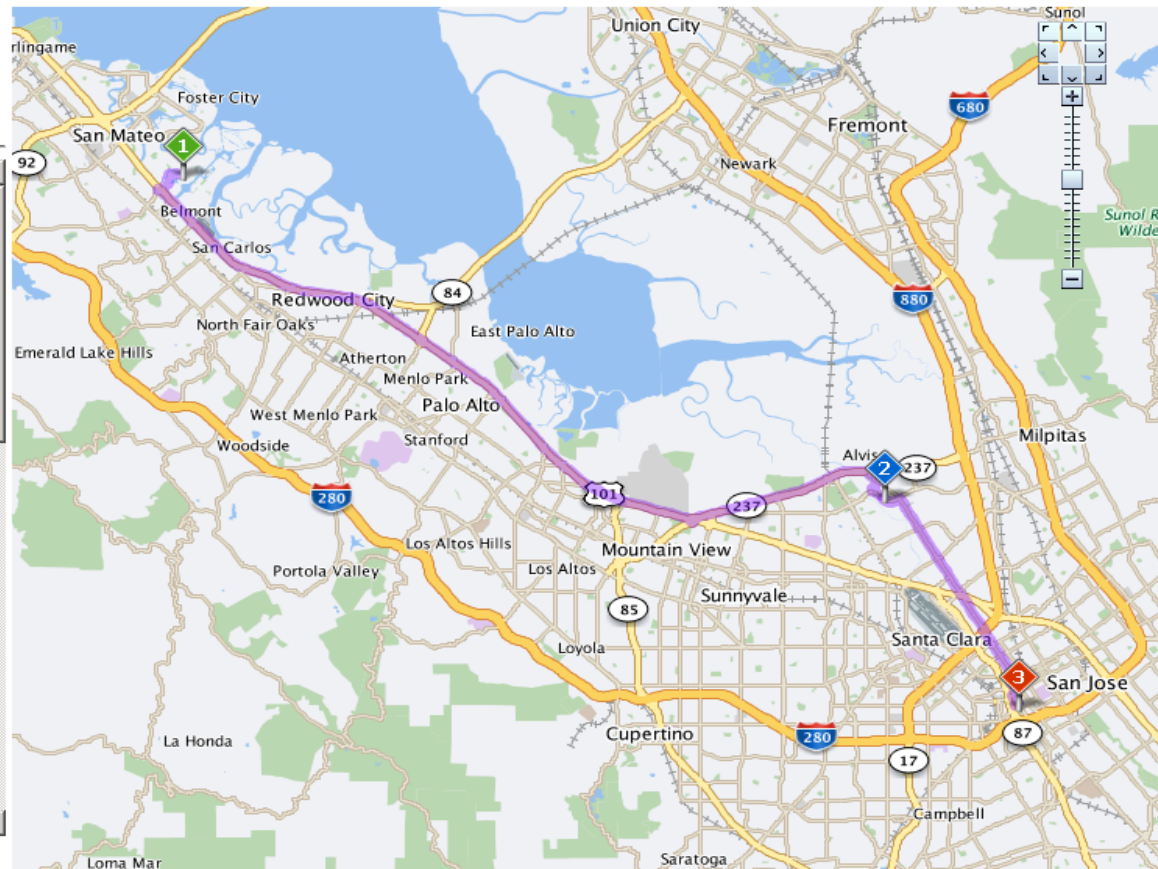 Sunol
Union City
rlingame
Foster City
680
San Mateo
1
Fremont
92
Newark
Belmont
Sunol R
Wilde
San Carlos
84
880
Redwood City
North Fair Oaks
East Palo Alto
Emerald Lake Hills
Atherton
Menlo Park
Palo Alto
West Menlo Park
Stanford
Milpitas
Woodside
Alvis
2
237
280
101
237
Los Altos Hills
Mountain View
Portola Valley
Los Altos
Sunnyvale
85
Santa Clara
Loyola
3
San Jose
Cupertino
280
87
La Honda
17
Campbell
Loma Mar
Saratoga